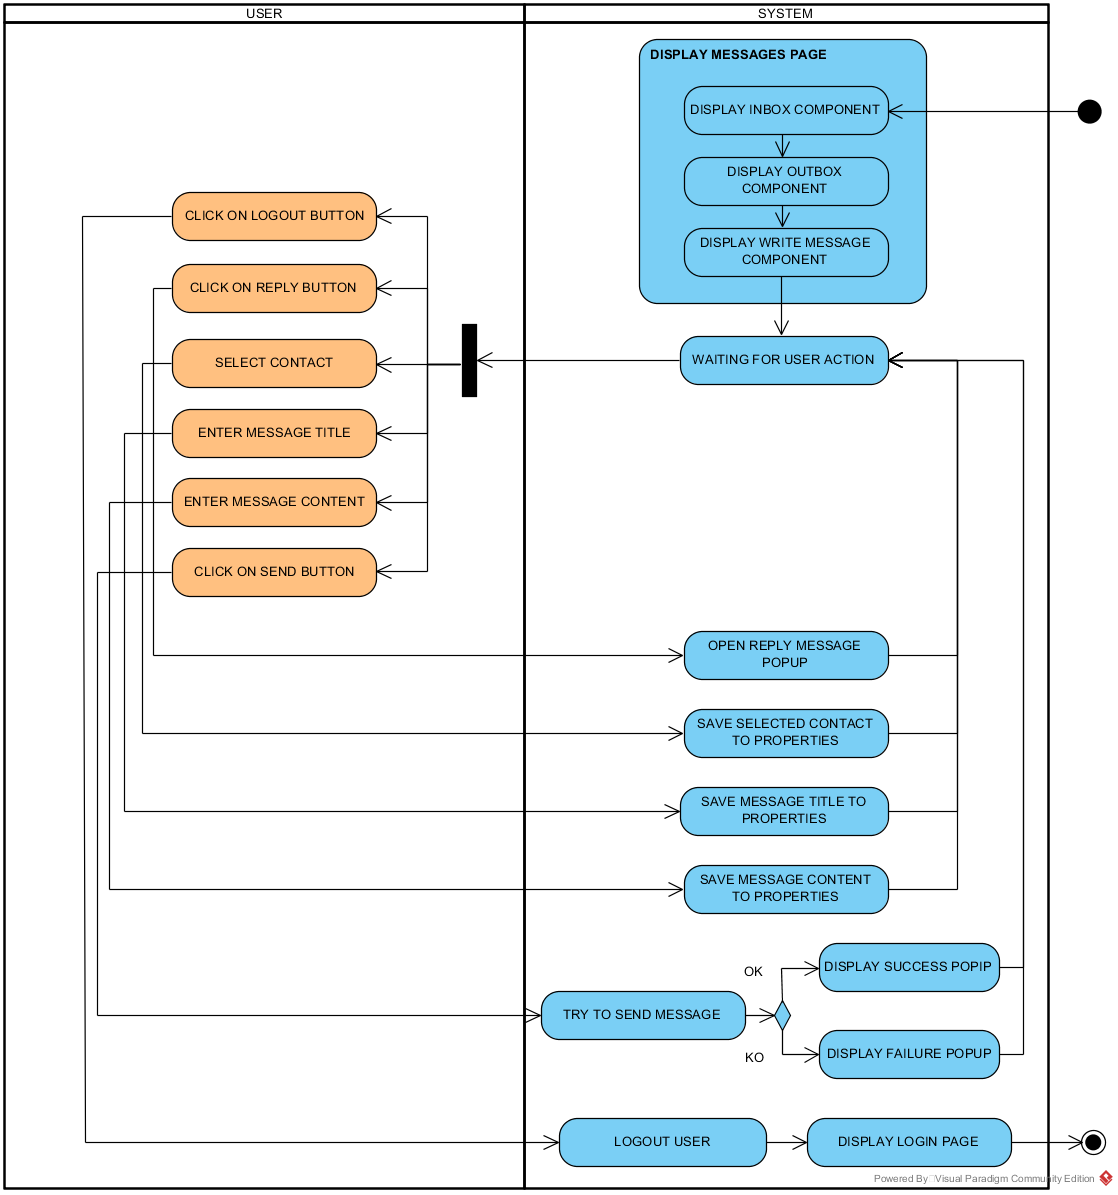 USER
SYSTEM
DISPLAY MESSAGES PAGE
DISPLAY INBOX COMPONENT
DISPLAY OUTBOX
COMPONENT
DISPLAY WRITE MESSAGE
COMPONENT
CLICK ON LOGOUT BUTTON
CLICK ON REPLY BUTTON
SELECT CONTACT
WAITING FOR USER ACTION
ENTER MESSAGE TITLE
ENTER MESSAGE CONTENT
CLICK ON SEND BUTTON
OPEN REPLY MESSAGE
POPUP
SAVE SELECTED CONTACT
TO PROPERTIES
SAVE MESSAGE TITLE TO
PROPERTIES
SAVE MESSAGE CONTENT
TO PROPERTIES
OK
DISPLAY SUCCESS POPIP
TRY TO SEND MESSAGE
KO
DISPLAY FAILURE POPUP
LOGOUT USER
DISPLAY LOGIN PAGE
Powered By Visual Paradigm Community Edition